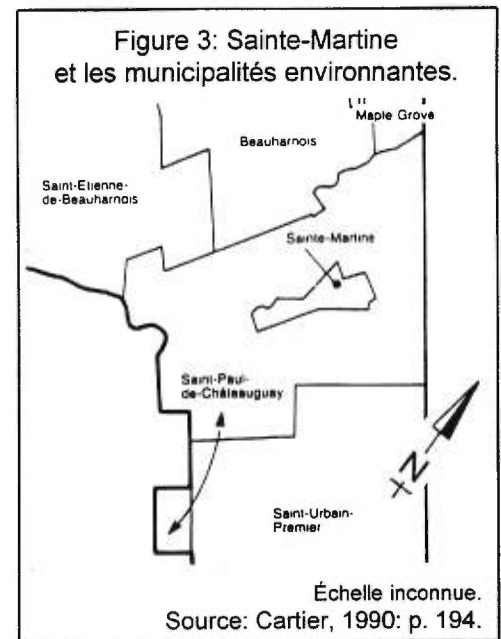 Figure 3: Sainte-Martine
et les municipalités environnantes.
Maple Grove
Beauharnois
Saint-Etienne-
de-Beauharnois
Sainte-Martine
Saint-Paul-
de-Châteauguay
N
Saint-Urbain-
Premier
Échelle inconnue.
Source: Cartier, 1990: p. 194.